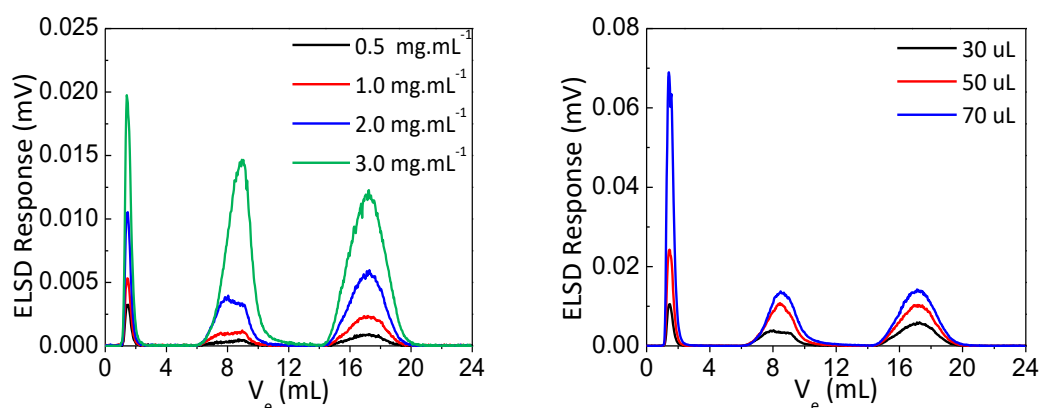 0.025
0.020
0.015
0.010
0.005
0.000
ELSD Response (mV)
0.5 mg.mL-1
1.0 mg.mL-1
2.0 mg.mL-1
3.0 mg.mL-1
0 4 8 12 16 20 24
Ve (mL)
0.08
0.06
0.04
0.02
0.00
ELSD Response (mV)
30 uL
50 uL
70 uL
0 4 8 12 16 20 24
Ve (mL)